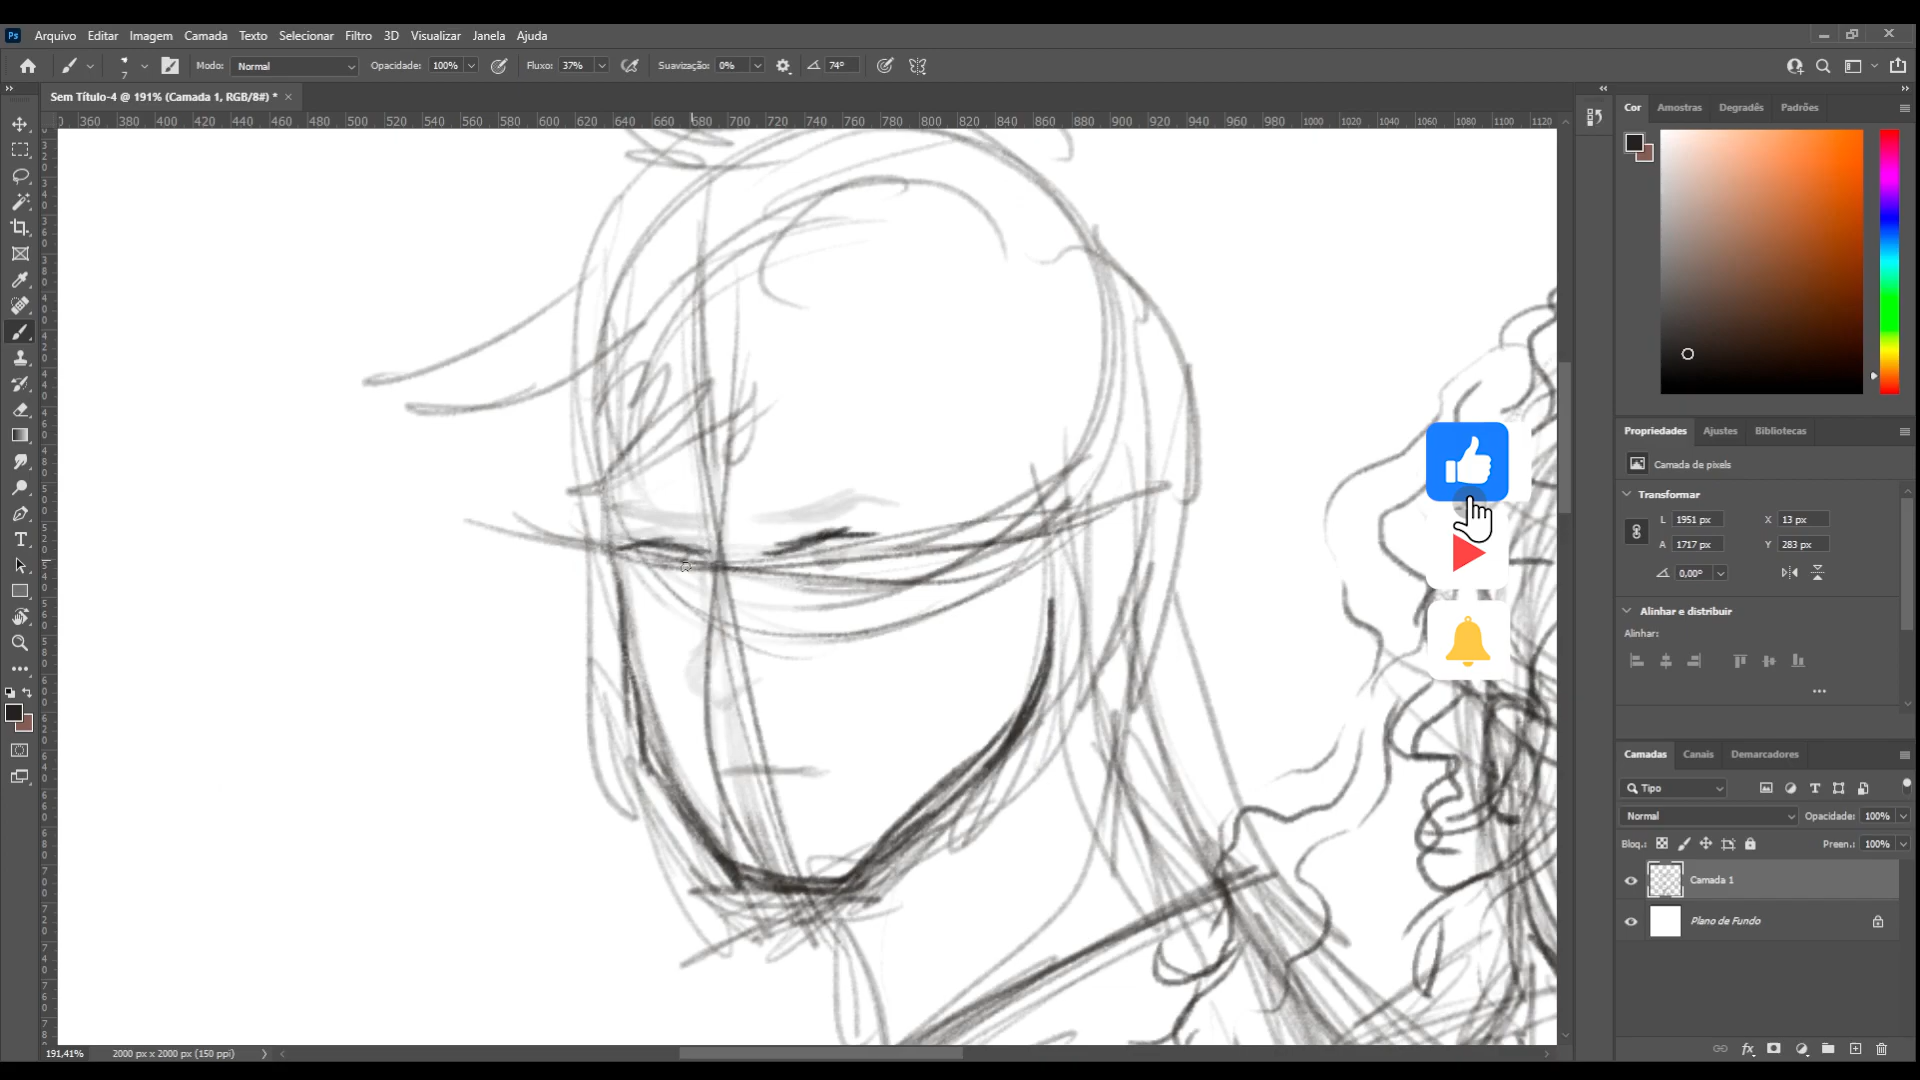 Ps Arquivo Editar Imagem Camada Texto Selecionar Filtro 3D Visualizar Janela Ajuda
7 Modo: Normal Opacidade: 100% Fluxo: 37% Suavização: 0% 74°
Sem Título-4 @ 191% (Camada 1, RGB/8#) *
360 380 400 420 440 460 480 500 520 540 560 580 600 620 640 660 680 700 720 740 760 780 800 820 840 860 880 900 920 940 960 980 1000 1020 1040 1060 1080 1100 1120
Cor Amostras Degradês Padrões
Propriedades Ajustes Bibliotecas
Camada de pixels
Transformar
L 1951 px X 13 px
A 1717 px Y 283 px
0,00°
Alinhar e distribuir
Alinhar:
Camadas Canais Demarcadores
Tipo
Normal Opacidade: 100%
Bloq.: Preen.: 100%
Camada 1
Plano de Fundo
fx
191,41% 2000 px x 2000 px (150 ppi)